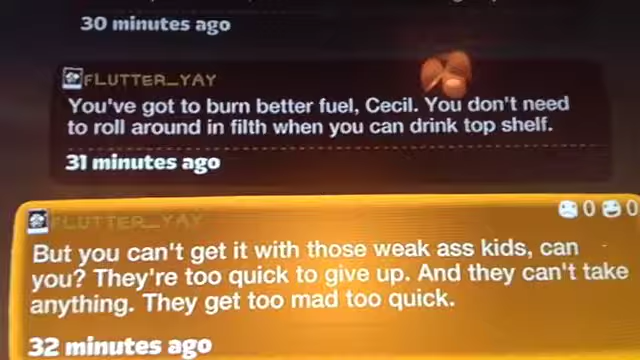 30 minutes ago
FLUTTER_YAY
You've got to burn better fuel, Cecil. You don't need
to roll around in filth when you can drink top shelf.
31 minutes ago
FLUTTER_YAY
0 0
But you can't get it with those weak ass kids, can
you? They're too quick to give up. And they can't take
anything. They get too mad too quick.
32 minutes ago